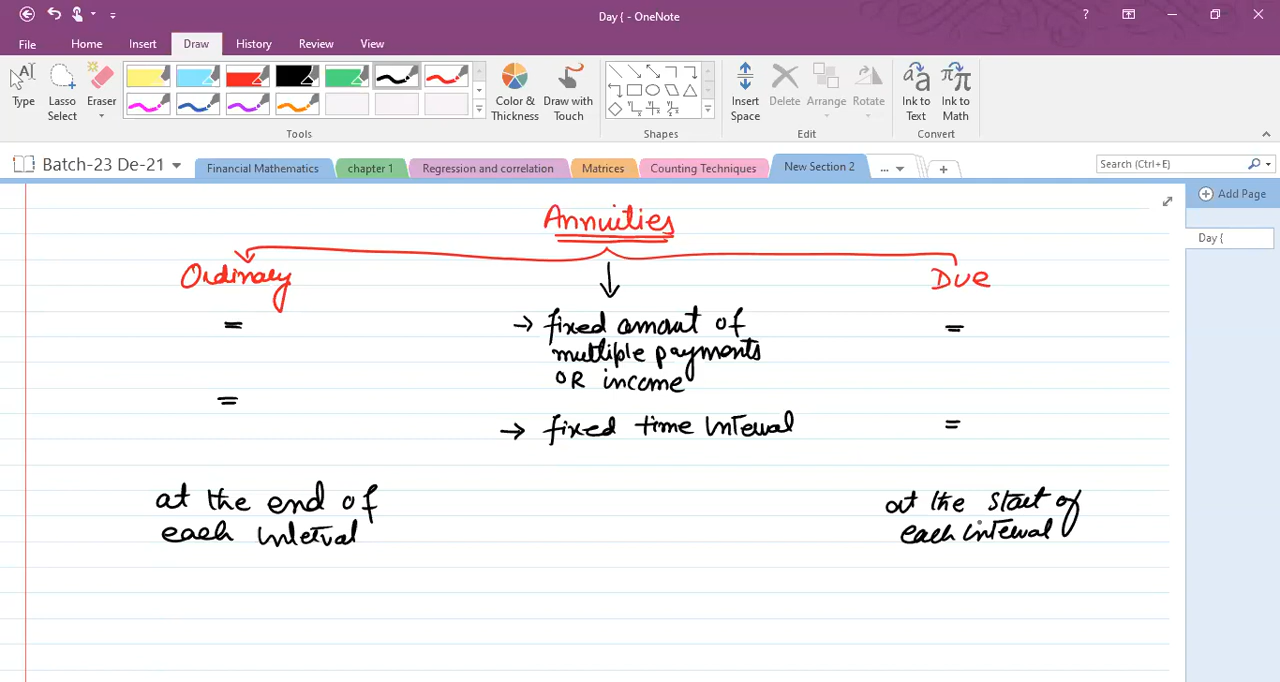 Day { - OneNote
?
File Home Insert Draw History Review View
Type
Lasso Select
Eraser
Color & Thickness
Draw with Touch
Insert Space
Delete
Arrange
Rotate
Ink to Text
Ink to Math
Tools
Shapes
Edit
Convert
Batch-23 De-21
Financial Mathematics
chapter 1
Regression and correlation
Matrices
Counting Techniques
New Section 2
...
Search (Ctrl+E)
Add Page
Day {
Annuities
Ordinary
Due
=
→ fixed amount of
multiple payments
OR income
=
=
→ fixed time interval
=
at the end of
each intetval
at the start of
each interval